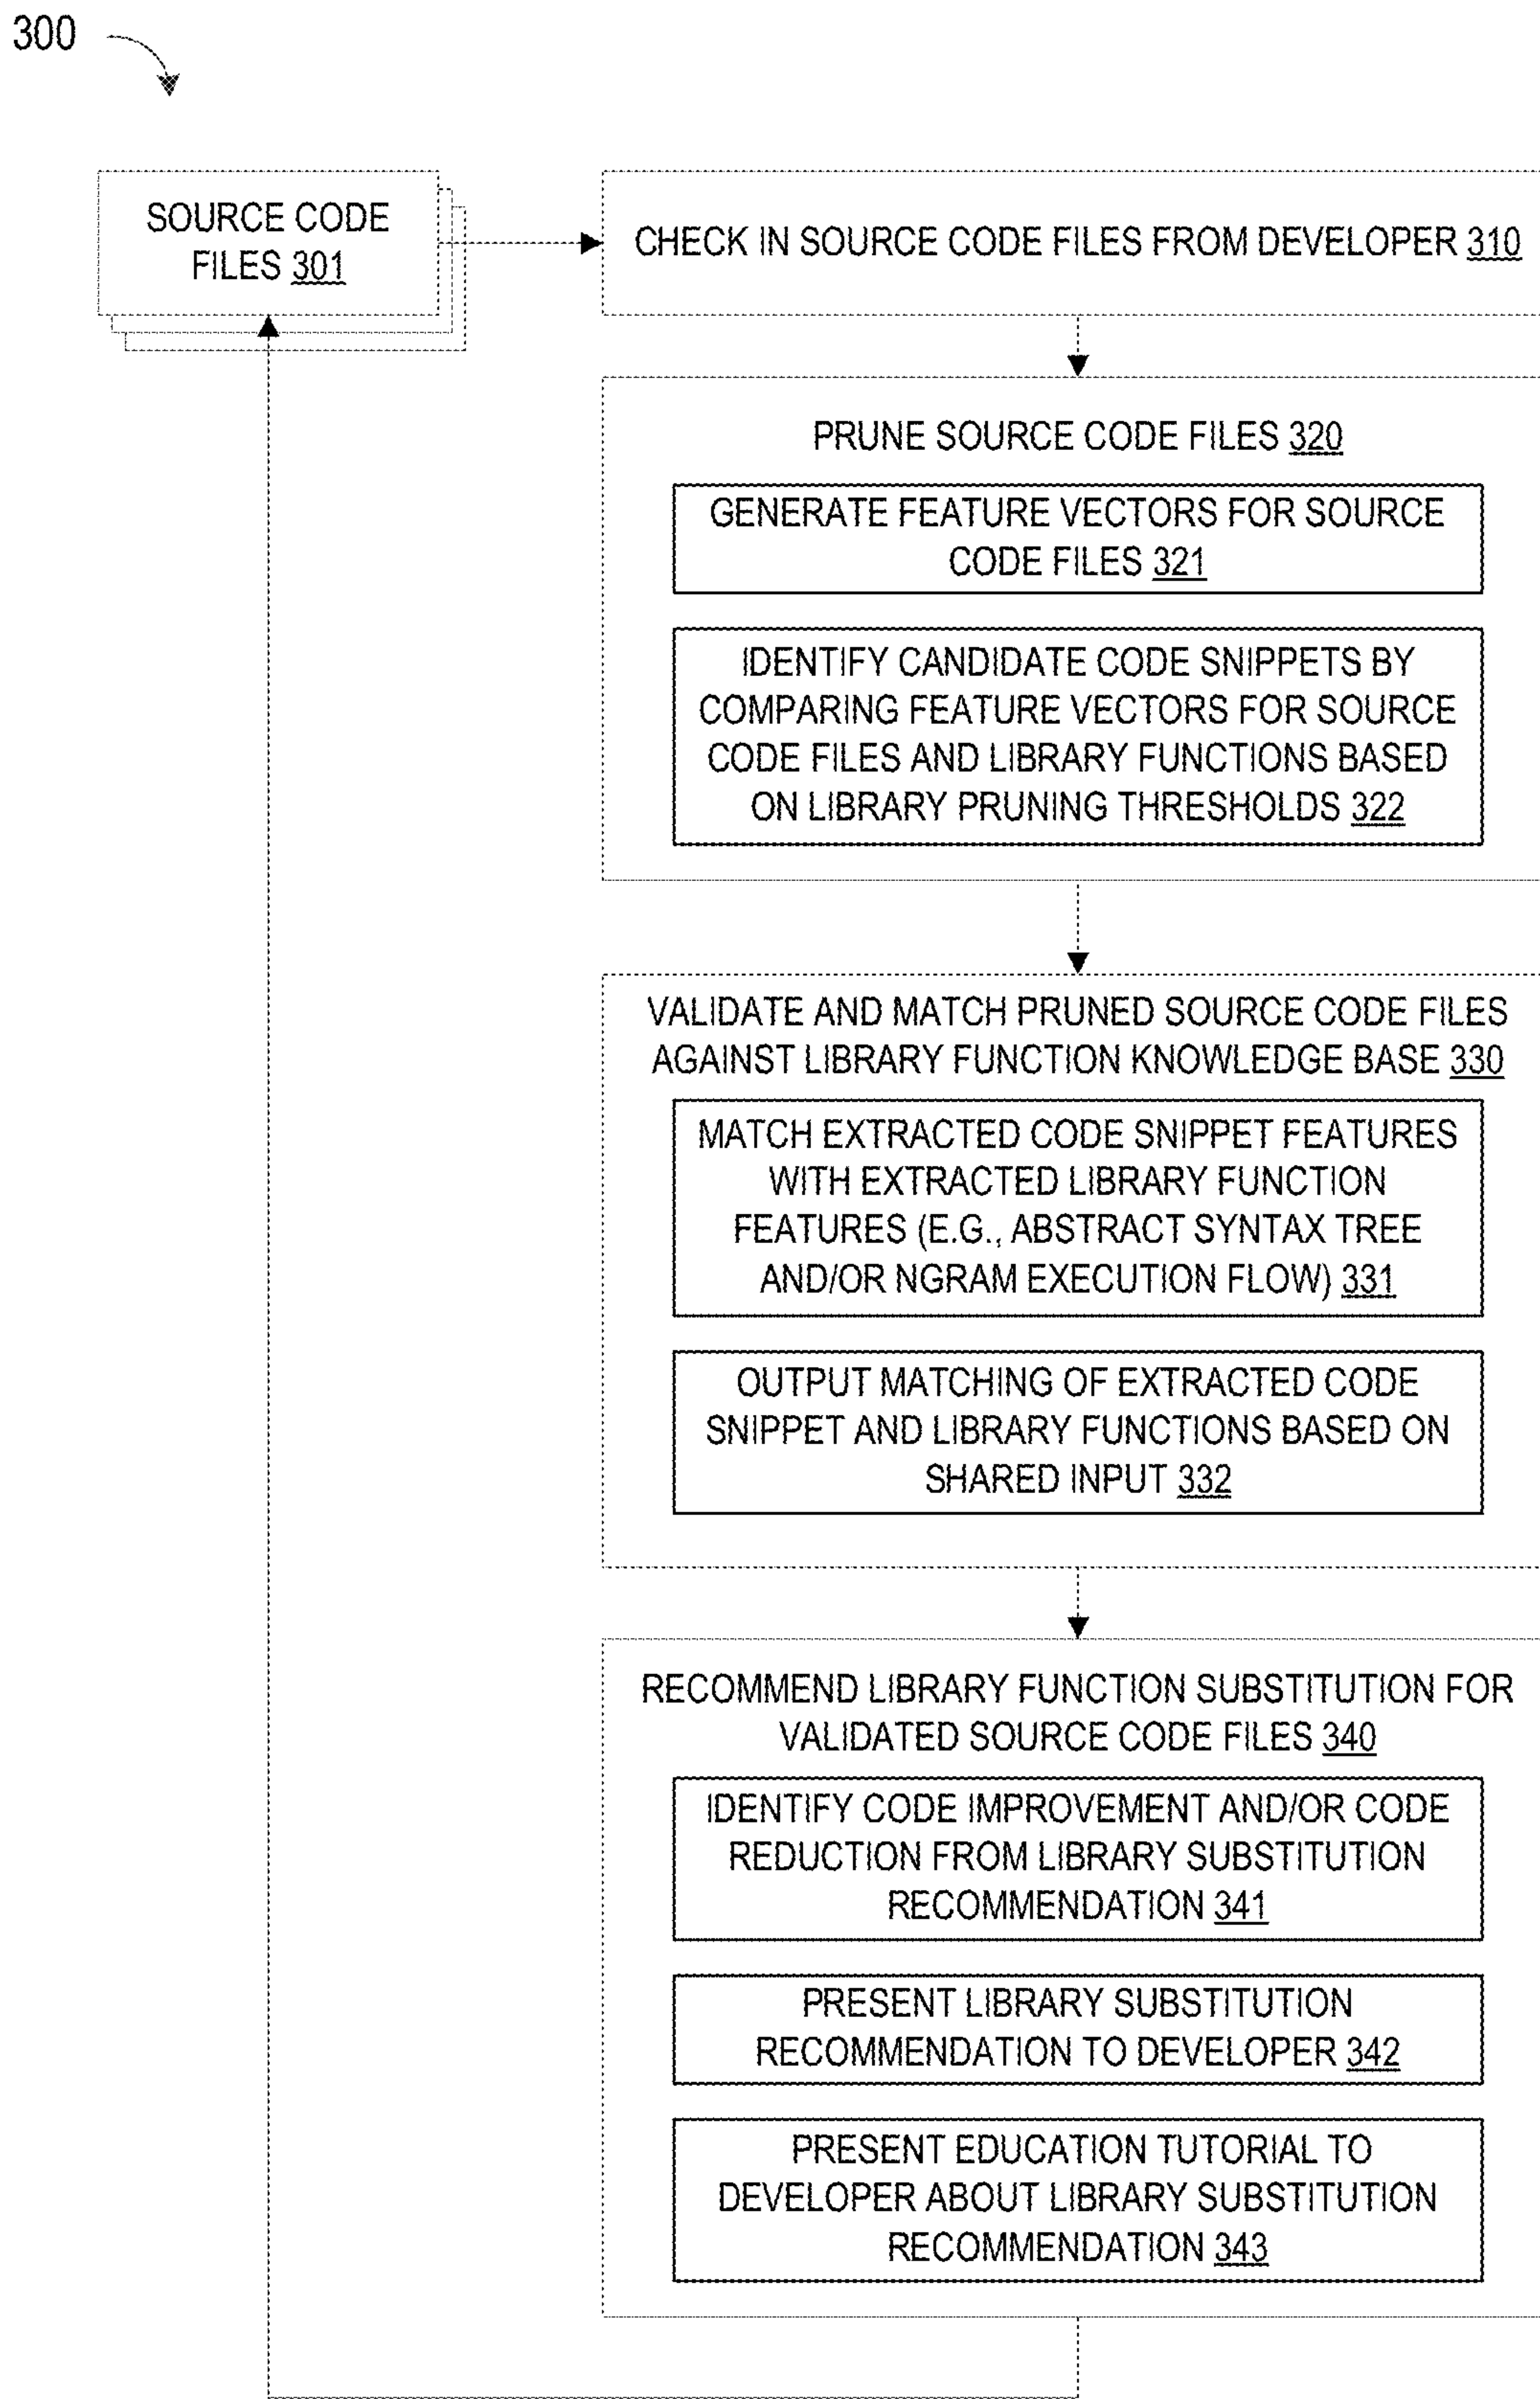 300
SOURCE CODE
FILES 301
CHECK IN SOURCE CODE FILES FROM DEVELOPER 310
PRUNE SOURCE CODE FILES 320
GENERATE FEATURE VECTORS FOR SOURCE
CODE FILES 321
IDENTIFY CANDIDATE CODE SNIPPETS BY
COMPARING FEATURE VECTORS FOR SOURCE
CODE FILES AND LIBRARY FUNCTIONS BASED
ON LIBRARY PRUNING THRESHOLDS 322
VALIDATE AND MATCH PRUNED SOURCE CODE FILES
AGAINST LIBRARY FUNCTION KNOWLEDGE BASE 330
MATCH EXTRACTED CODE SNIPPET FEATURES
WITH EXTRACTED LIBRARY FUNCTION
FEATURES (E.G., ABSTRACT SYNTAX TREE
AND/OR NGRAM EXECUTION FLOW) 331
OUTPUT MATCHING OF EXTRACTED CODE
SNIPPET AND LIBRARY FUNCTIONS BASED ON
SHARED INPUT 332
RECOMMEND LIBRARY FUNCTION SUBSTITUTION FOR
VALIDATED SOURCE CODE FILES 340
IDENTIFY CODE IMPROVEMENT AND/OR CODE
REDUCTION FROM LIBRARY SUBSTITUTION
RECOMMENDATION 341
PRESENT LIBRARY SUBSTITUTION
RECOMMENDATION TO DEVELOPER 342
PRESENT EDUCATION TUTORIAL TO
DEVELOPER ABOUT LIBRARY SUBSTITUTION
RECOMMENDATION 343